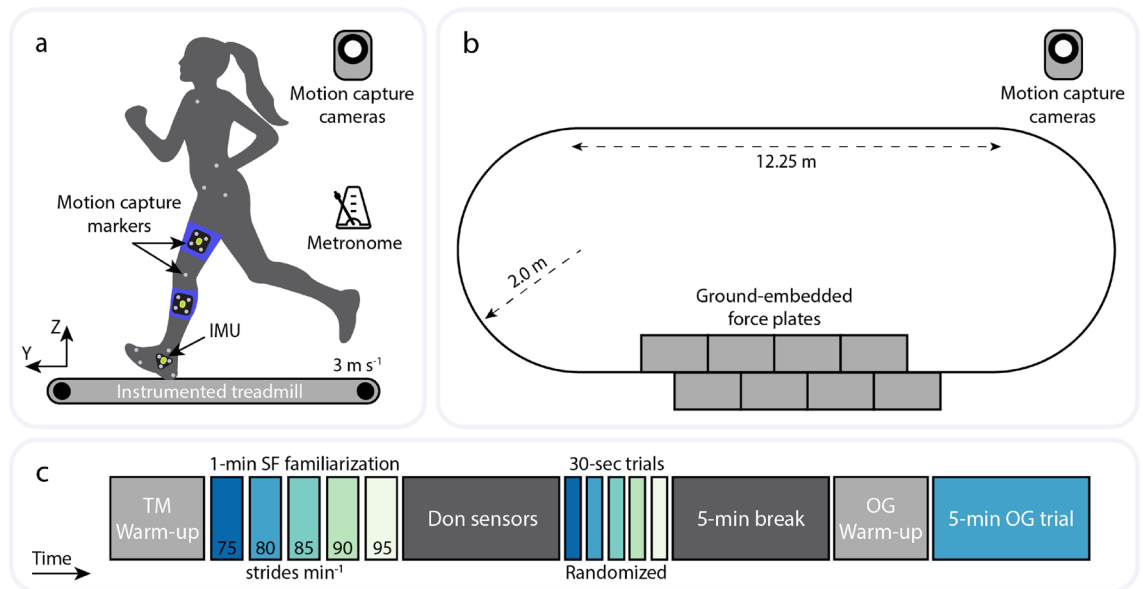 a
Motion capture
cameras
Motion capture
markers
Metronome
IMU
Z
Y
3 m s⁻¹
Instrumented treadmill
b
Motion capture
cameras
12.25 m
2.0 m
Ground-embedded
force plates
c
1-min SF familiarization
30-sec trials
TM
Warm-up
75 80 85 90 95
Don sensors
5-min break
OG
Warm-up
5-min OG trial
Time
strides min⁻¹
Randomized